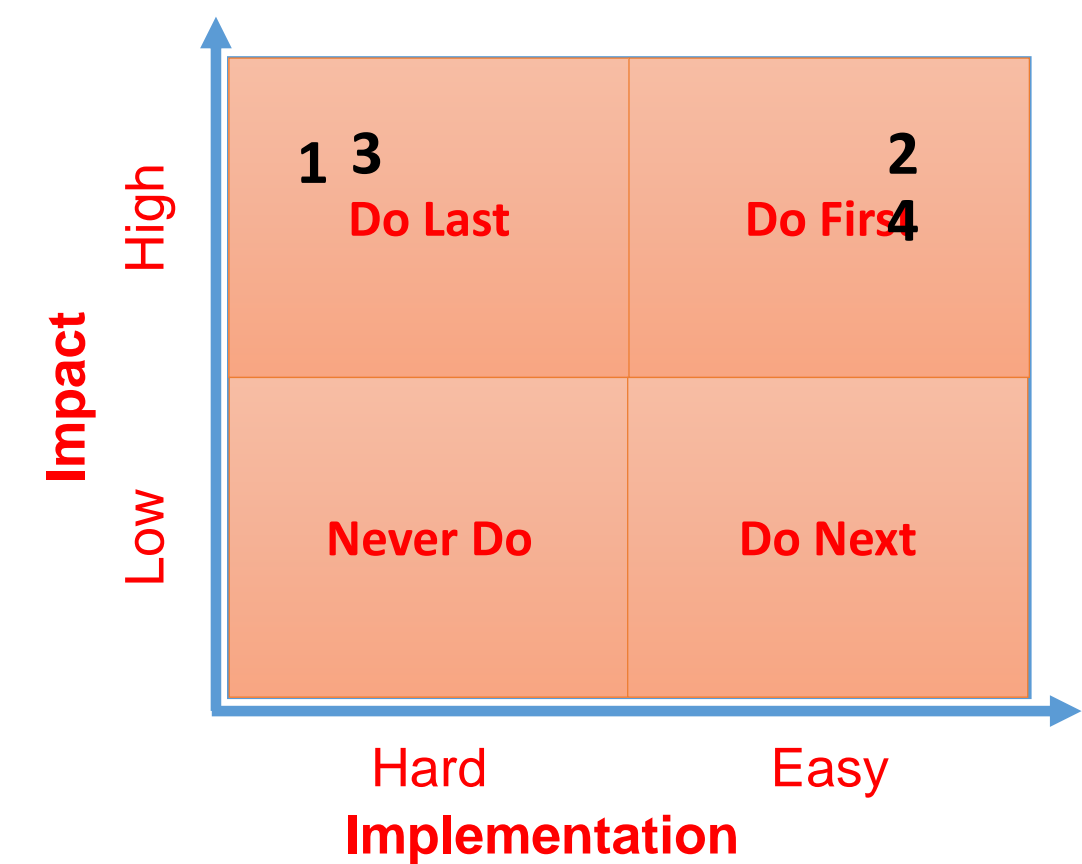 Impact
High
Low
1 3
Do Last
2
Do First
4
Never Do
Do Next
Hard
Easy
Implementation